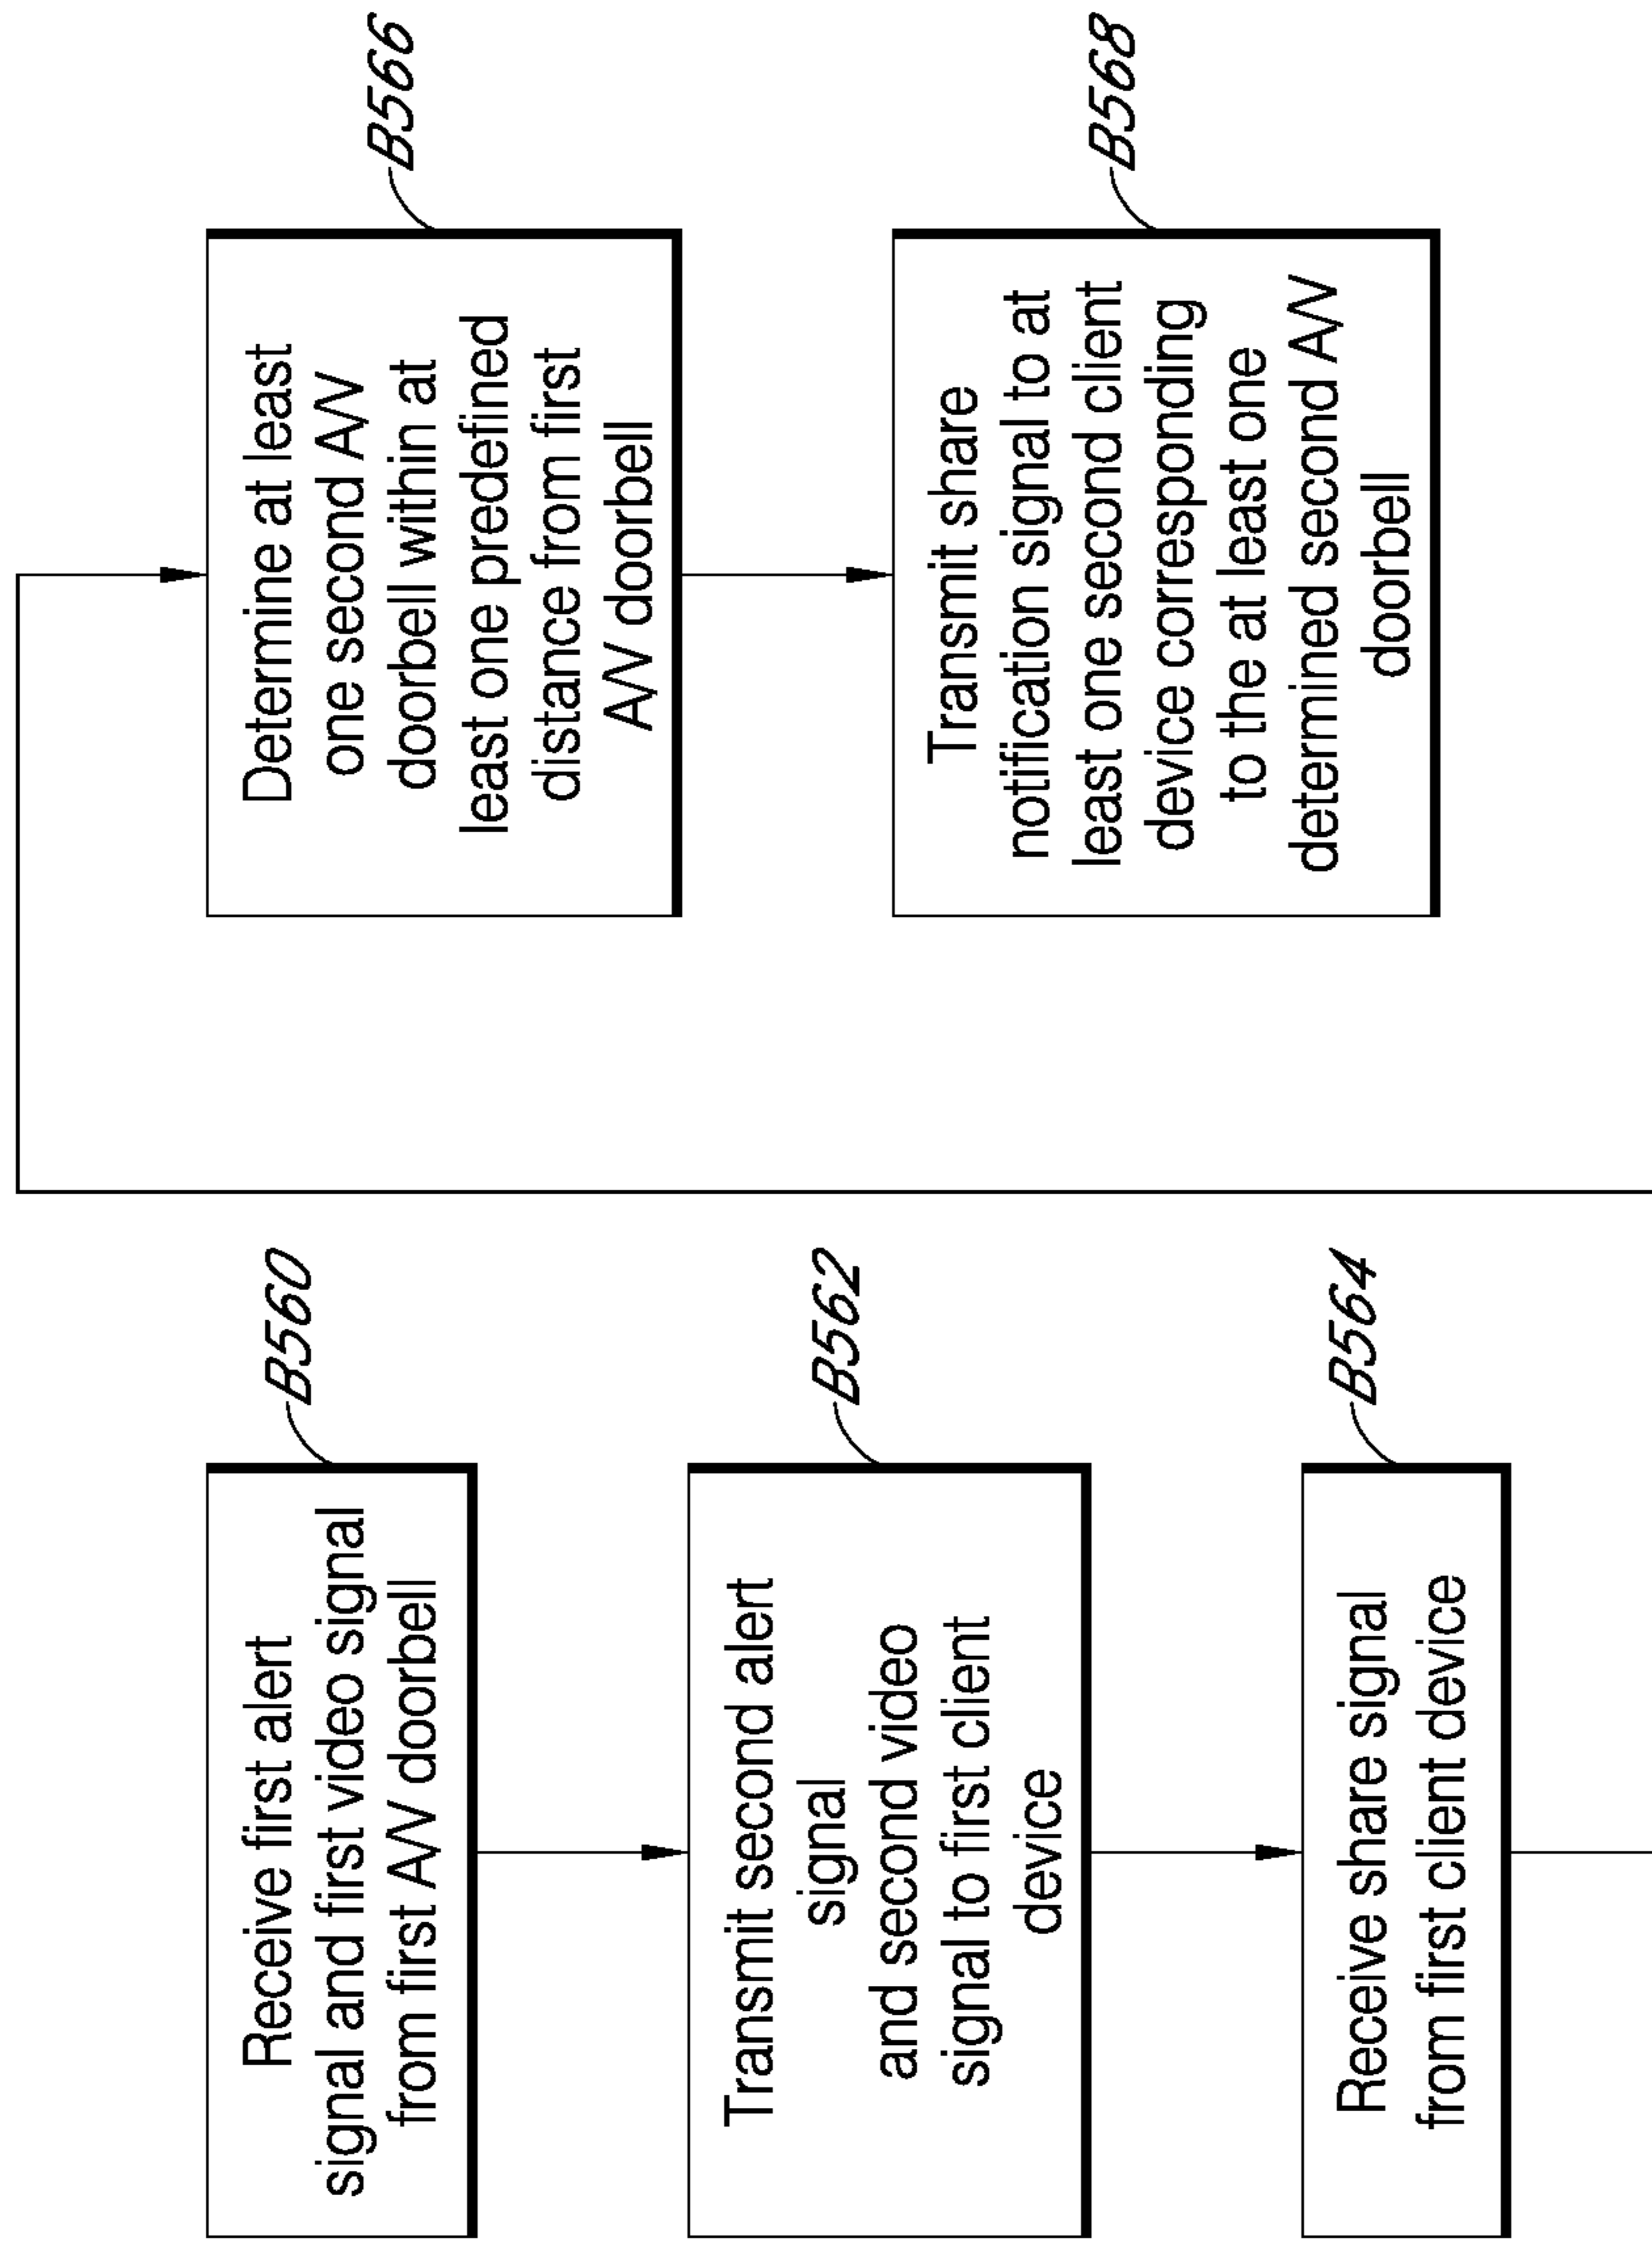 Receive first alert
signal and first video signal
from first A/V doorbell
B560
Transmit second alert
signal
and second video
signal to first client
device
B562
Receive share signal
from first client device
B564
Determine at least
one second A/V
doorbell within at
least one predefined
distance from first
A/V doorbell
B566
Transmit share
notification signal to at
least one second client
device corresponding
to the at least one
determined second A/V
doorbell
B568